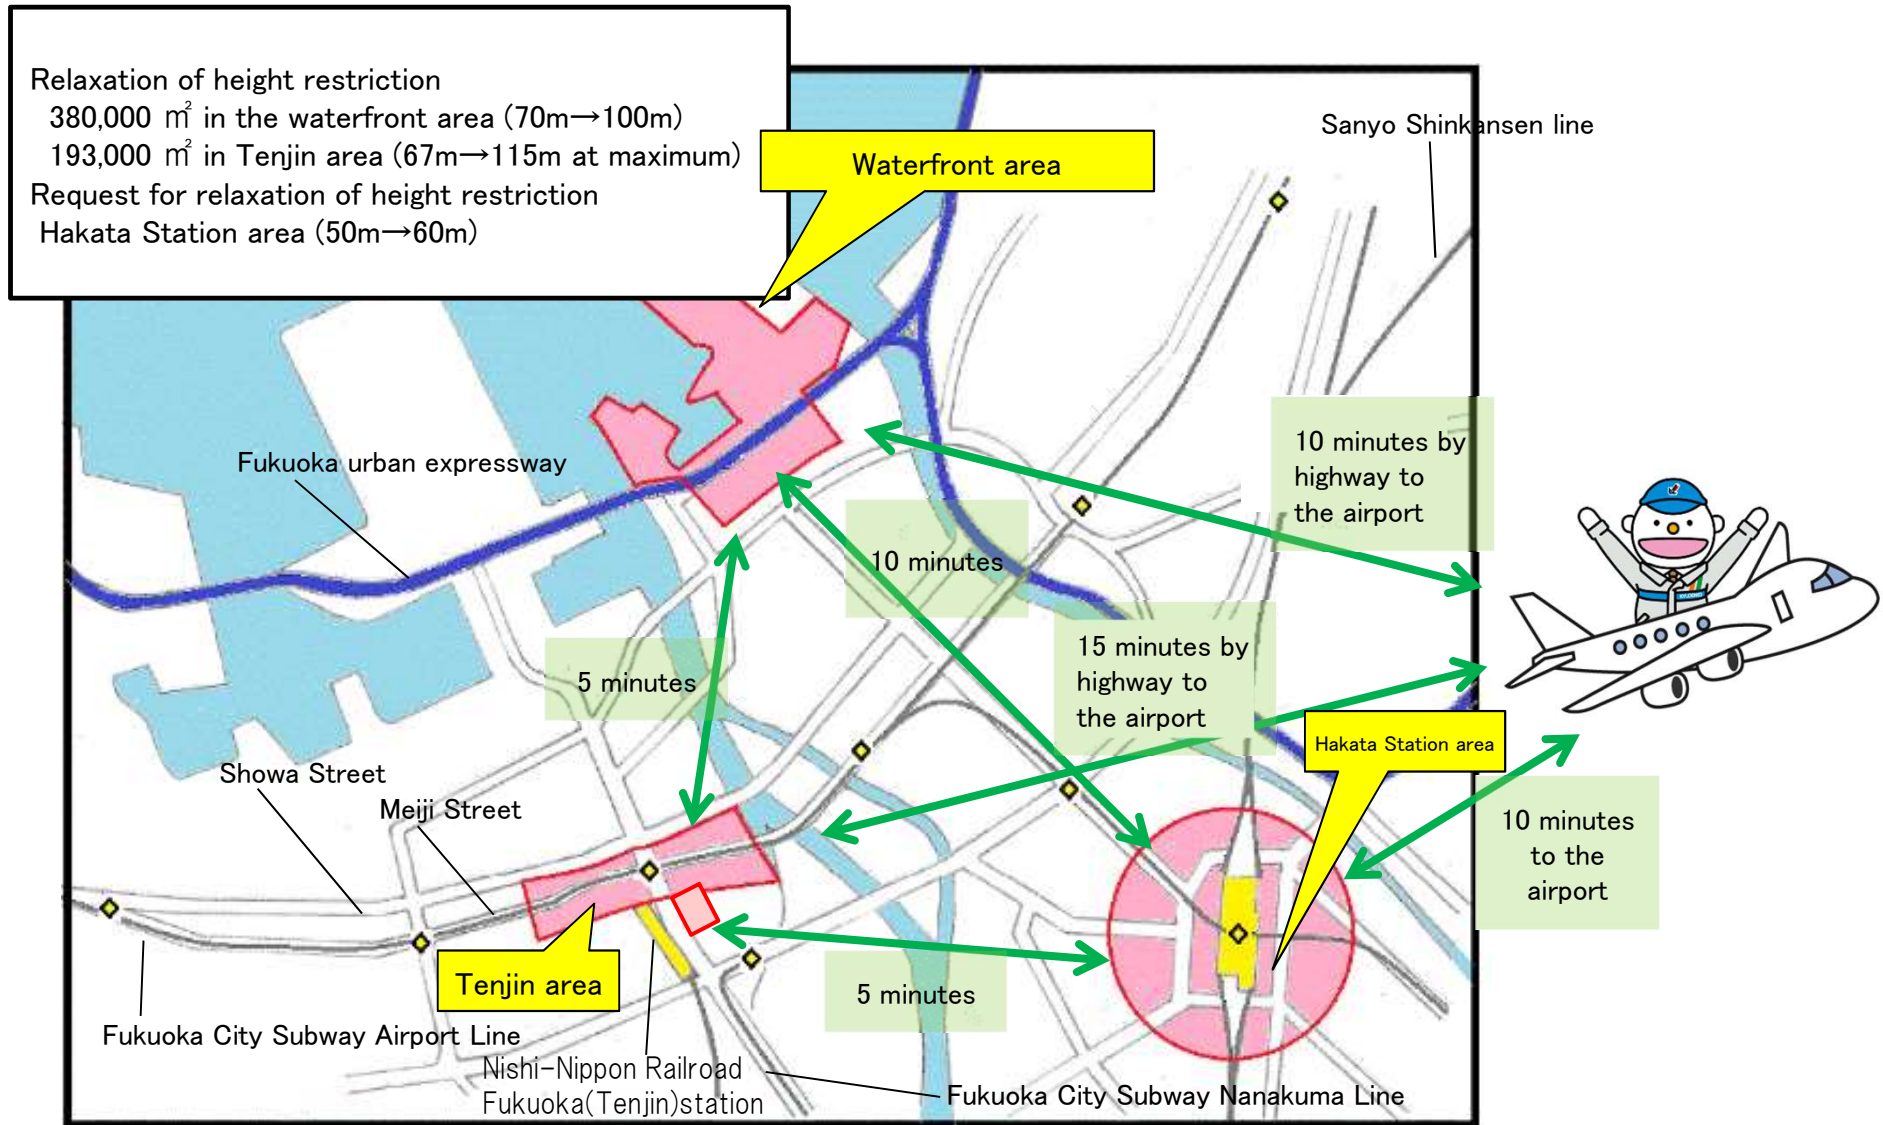 Relaxation of height restriction
380,000 ㎡ in the waterfront area (70m→100m)
193,000 ㎡ in Tenjin area (67m→115m at maximum)
Request for relaxation of height restriction
Hakata Station area (50m→60m)
Waterfront area
Sanyo Shinkansen line
Fukuoka urban expressway
10 minutes by
highway to
the airport
10 minutes
5 minutes
15 minutes by
highway to
the airport
Hakata Station area
Showa Street
Meiji Street
10 minutes
to the
airport
Tenjin area
5 minutes
Fukuoka City Subway Airport Line
Nishi-Nippon Railroad
Fukuoka(Tenjin)station
Fukuoka City Subway Nanakuma Line